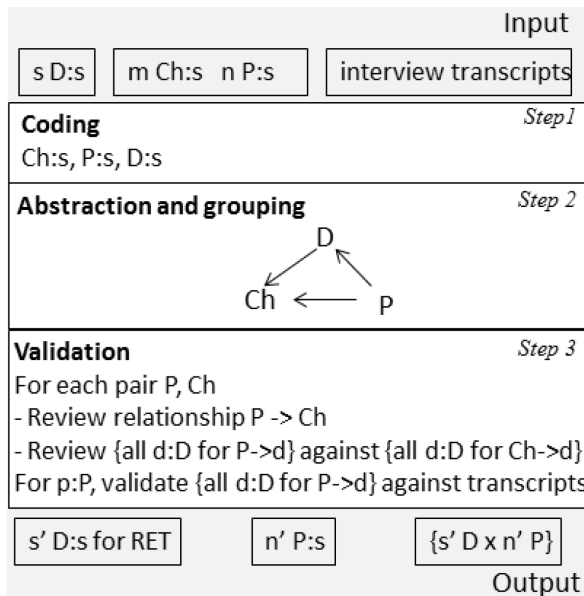 Input
s D:s
m Ch:s n P:s
interview transcripts
Coding
Step1
Ch:s, P:s, D:s
Abstraction and grouping
Step 2
D
Ch
P
Validation
Step 3
For each pair P, Ch
- Review relationship P -> Ch
- Review {all d:D for P->d} against {all d:D for Ch->d}
For p:P, validate {all d:D for P->d} against transcripts
s’ D:s for RET
n’ P:s
{s’ D x n’ P}
Output